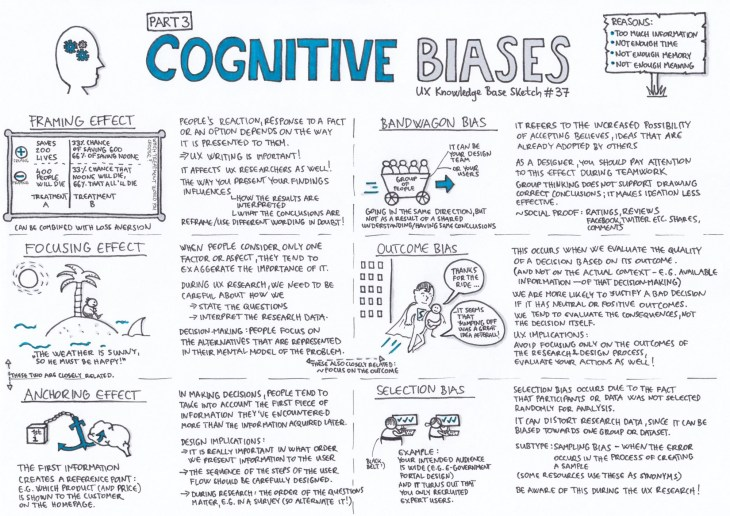 PART 3
COGNITIVE BIASES
UX Knowledge Base Sketch #37
REASONS:
• TOO MUCH INFORMATION
• NOT ENOUGH TIME
• NOT ENOUGH MEMORY
• NOT ENOUGH MEANING
FRAMING EFFECT
SAVES
200
LIVES
33% CHANCE
OF SAVING 600
66% OF SAVING NOONE
400
PEOPLE
WILL DIE
33% CHANCE THAT
NOONE WILL DIE,
66% THAT ALL'LL DIE
TREATMENT
A
TREATMENT
B
CAN BE COMBINED WITH LOSS AVERSION
PEOPLE'S REACTION, RESPONSE TO A FACT
OR AN OPTION DEPENDS ON THE WAY
IT IS PRESENTED TO THEM.
→ UX WRITING IS IMPORTANT!
IT AFFECTS UX RESEARCHERS AS WELL!
THE WAY YOU PRESENT YOUR FINDINGS
INFLUENCES
HOW THE RESULTS ARE
INTERPRETED
WHAT THE CONCLUSIONS ARE
REFRAME/USE DIFFERENT WORDING IN DOUBT!
BANDWAGON BIAS
IT CAN BE
YOUR DESIGN
TEAM
OR YOUR
USERS
GROUP
OF
PEOPLE
GOING IN THE SAME DIRECTION, BUT
NOT AS A RESULT OF A SHARED
UNDERSTANDING/HAVING SAME CONCLUSIONS
IT REFERS TO THE INCREASED POSSIBILITY
OF ACCEPTING BELIEVES, IDEAS THAT ARE
ALREADY ADOPTED BY OTHERS
AS A DESIGNER, YOU SHOULD PAY ATTENTION
TO THIS EFFECT DURING TEAMWORK
GROUP THINKING DOES NOT SUPPORT DRAWING
CORRECT CONCLUSIONS; IT MAKES IDEATION LESS
EFFECTIVE.
~SOCIAL PROOF: RATINGS, REVIEWS
FACEBOOK, TWITTER ETC. SHARES,
COMMENTS
FOCUSING EFFECT
"THE WEATHER IS SUNNY,
SO HE MUST BE HAPPY!"
THESE TWO ARE CLOSELY RELATED.
WHEN PEOPLE CONSIDER ONLY ONE
FACTOR OR ASPECT, THEY TEND TO
EXAGGERATE THE IMPORTANCE OF IT.
DURING UX RESEARCH, WE NEED TO BE
CAREFUL ABOUT HOW WE
→ STATE THE QUESTIONS
→ INTERPRET THE RESEARCH DATA.
DECISION-MAKING: PEOPLE FOCUS ON
THE ALTERNATIVES THAT ARE REPRESENTED
IN THEIR MENTAL MODEL OF THE PROBLEM.
THESE ALSO CLOSELY RELATED:
~ FOCUS ON THE OUTCOME
OUTCOME BIAS
THANKS
FOR THE
RIDE ...
...IT SEEMS
THAT
JUMPING OFF
WAS A GREAT
IDEA AFTERALL!
THIS OCCURS WHEN WE EVALUATE THE QUALITY
OF A DECISION BASED ON ITS OUTCOME.
(AND NOT ON THE ACTUAL CONTEXT - E.G. AVAILABLE
INFORMATION - OF THAT DECISION-MAKING)
WE ARE MORE LIKELY TO JUSTIFY A BAD DECISION
IF IT HAS NEUTRAL OR POSITIVE OUTCOMES.
WE TEND TO EVALUATE THE CONSEQUENCES, NOT
THE DECISION ITSELF.
UX IMPLICATIONS:
AVOID FOCUSING ONLY ON THE OUTCOMES OF
THE RESEARCH & DESIGN PROCESS,
EVALUATE YOUR ACTIONS AS WELL!
ANCHORING EFFECT
THE FIRST INFORMATION
CREATES A REFERENCE POINT:
E.G. WHICH PRODUCT (AND PRICE)
IS SHOWN TO THE CUSTOMER
ON THE HOMEPAGE.
IN MAKING DECISIONS, PEOPLE TEND TO
TAKE INTO ACCOUNT THE FIRST PIECE OF
INFORMATION THEY'VE ENCOUNTERED
MORE THAN THE INFORMATION ACQUIRED LATER.
DESIGN IMPLICATIONS:
→ IT IS REALLY IMPORTANT IN WHAT ORDER
WE PRESENT INFORMATION TO THE USER
→ THE SEQUENCE OF THE STEPS OF THE USER
FLOW SHOULD BE CAREFULLY DESIGNED.
→ DURING RESEARCH: THE ORDER OF THE QUESTIONS
MATTER, E.G. IN A SURVEY (SO ALTERNATE IT!)
SELECTION BIAS
BLACK
BELT!
EXAMPLE:
YOUR INTENDED AUDIENCE
IS WIDE (E.G. E-GOVERNMENT
PORTAL DESIGN)
AND IT TURNS OUT THAT
YOU ONLY RECRUITED
EXPERT USERS.
SELECTION BIAS OCCURS DUE TO THE FACT
THAT PARTICIPANTS OR DATA WAS NOT SELECTED
RANDOMLY FOR ANALYSIS.
IT CAN DISTORT RESEARCH DATA, SINCE IT CAN BE
BIASED TOWARDS ONE GROUP OR DATASET.
SUBTYPE: SAMPLING BIAS - WHEN THE ERROR
OCCURS IN THE PROCESS OF CREATING
A SAMPLE
(SOME RESOURCES USE THESE AS SYNONYMS)
BE AWARE OF THIS DURING THE UX RESEARCH!